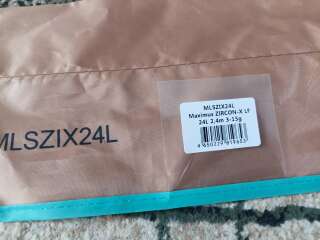 MLSZIX24L
Maximus ZIRCON-X LF
24L 2,4m 3-15g
MLSZIX24L